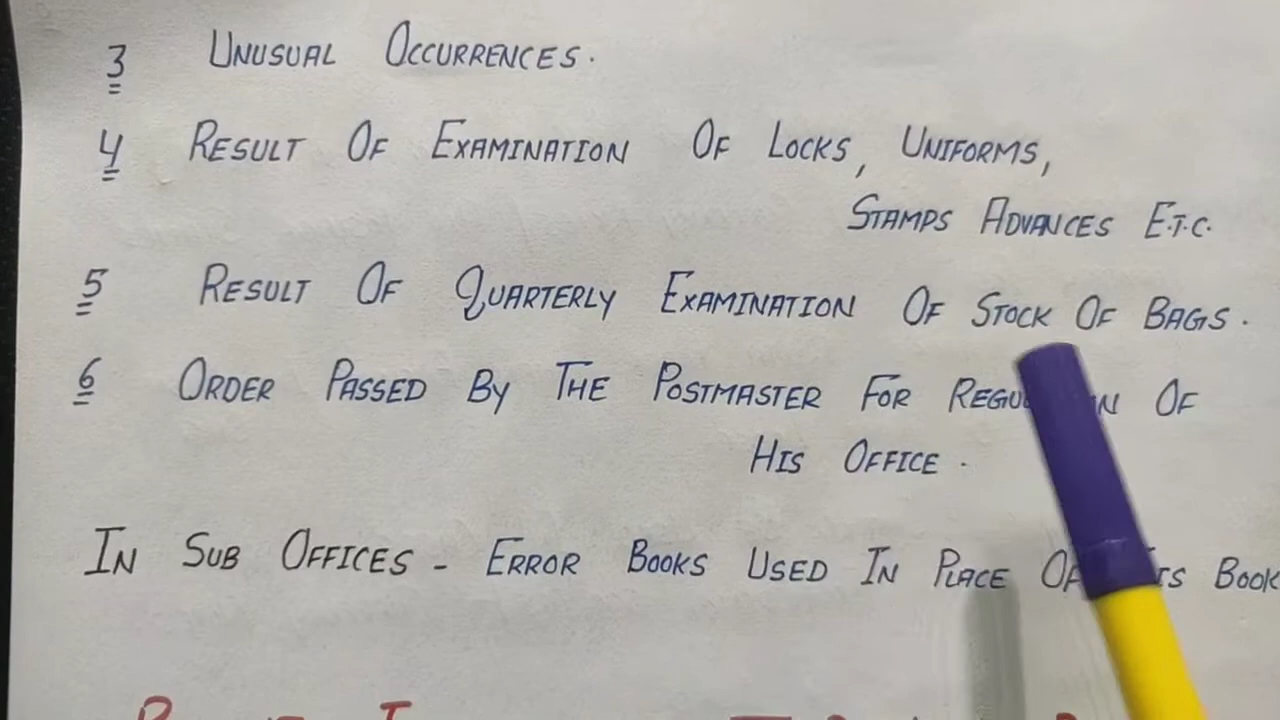 3 UNUSUAL OCCURRENCES.
4 RESULT OF EXAMINATION OF LOCKS, UNIFORMS,
STAMPS ADVANCES E.T.C.
5 RESULT OF QUARTERLY EXAMINATION OF STOCK OF BAGS.
6 ORDER PASSED BY THE POSTMASTER FOR OF
HIS OFFICE.
IN SUB OFFICES - ERROR BOOKS USED IN PLACE BOOK